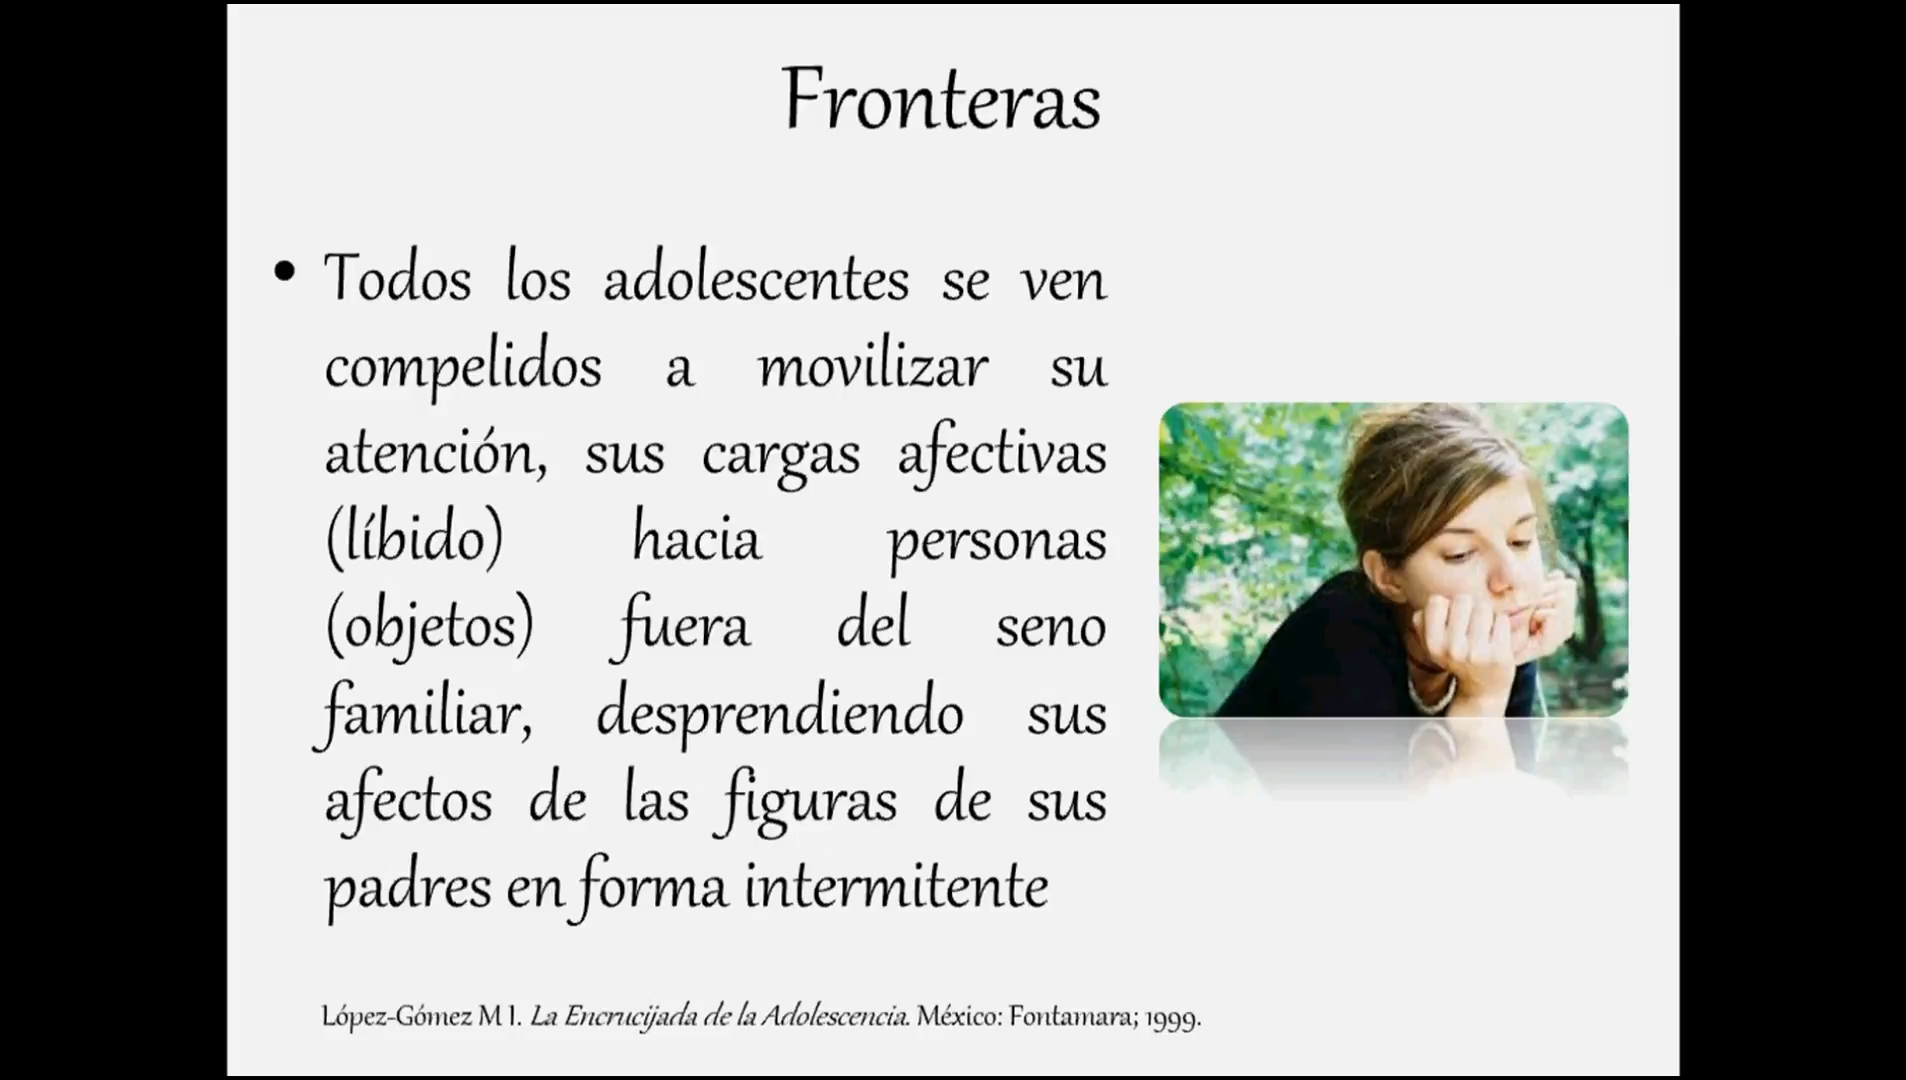 Fronteras
• Todos los adolescentes se ven
compelidos a movilizar su
atención, sus cargas afectivas
(líbido) hacia personas
(objetos) fuera del seno
familiar, desprendiendo sus
afectos de las figuras de sus
padres en forma intermitente
López-Gómez M I. La Encrucijada de la Adolescencia. México: Fontamara; 1999.